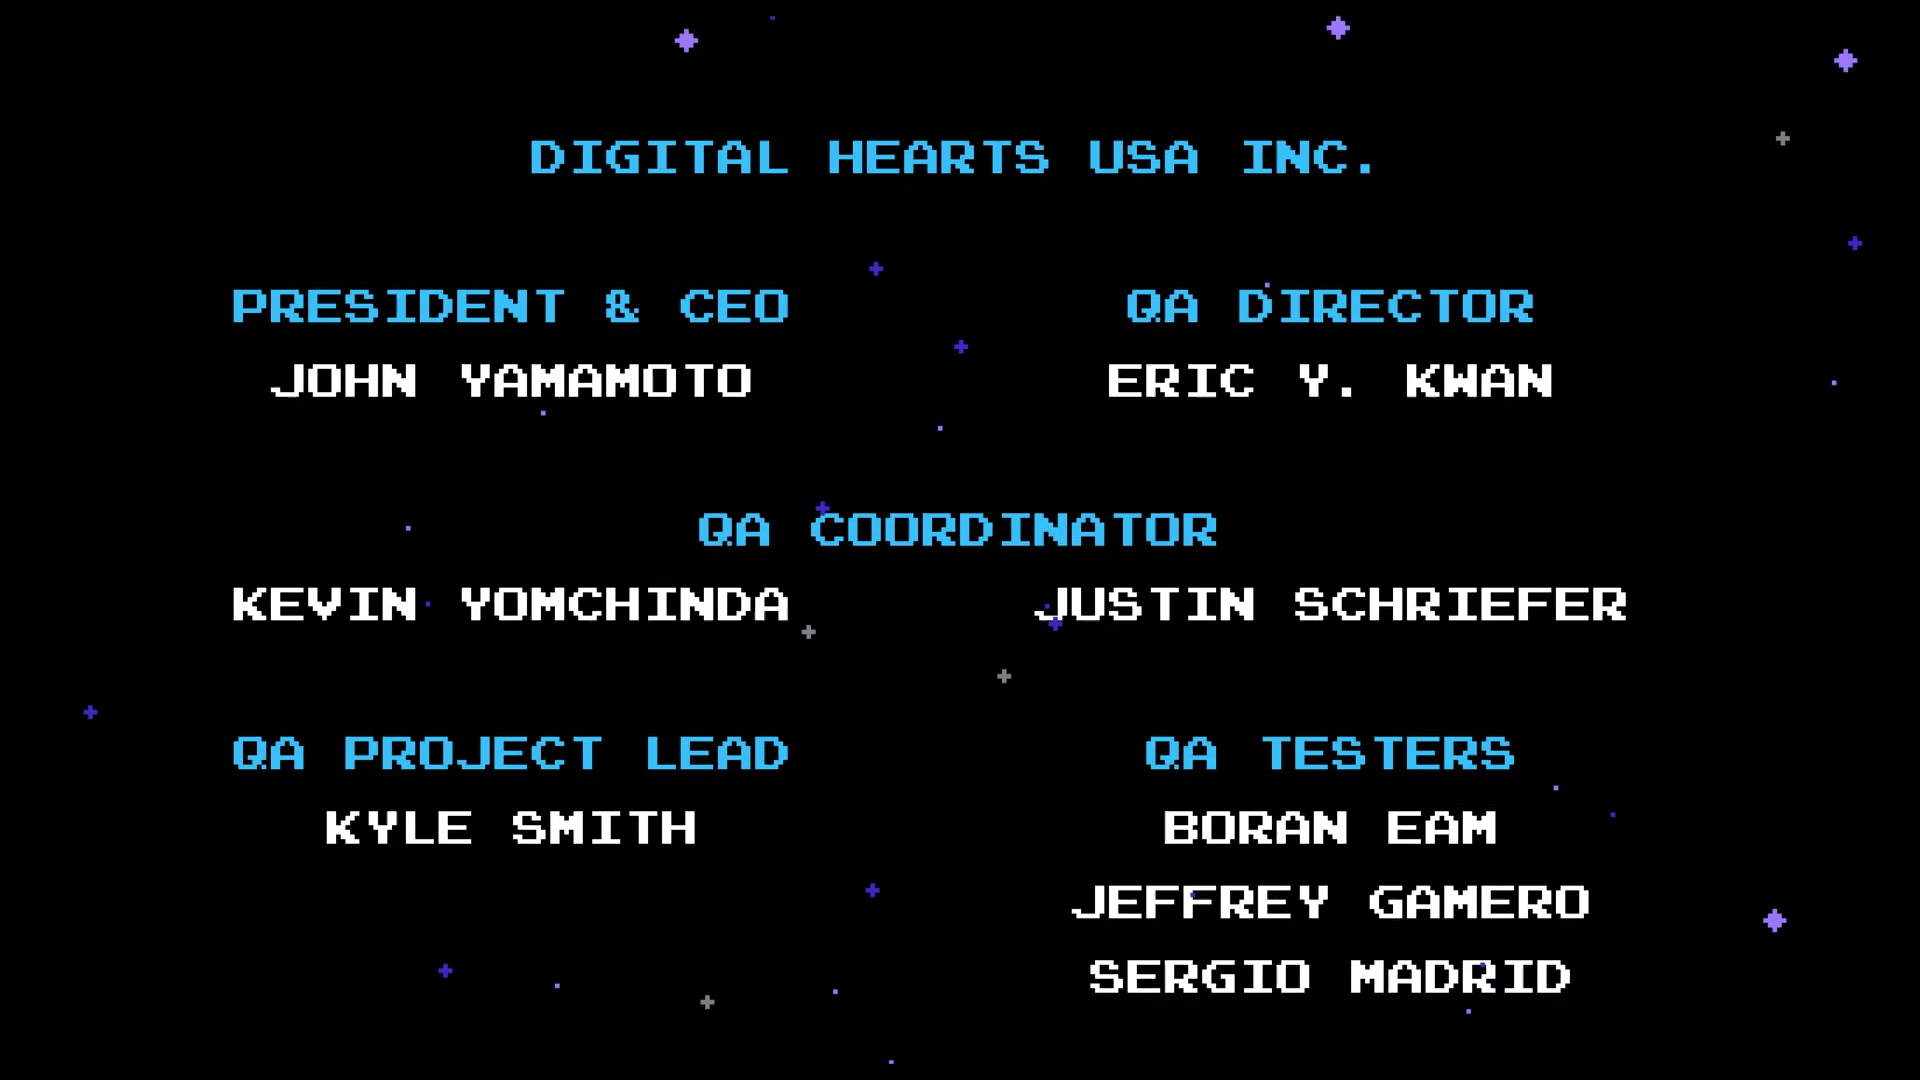 DIGITAL HEARTS USA INC.
PRESIDENT & CEO
JOHN YAMAMOTO
QA DIRECTOR
ERIC Y. KWAN
QA COORDINATOR
KEVIN YOMCHINDA
JUSTIN SCHRIEFER
QA PROJECT LEAD
KYLE SMITH
QA TESTERS
BORAN EAM
JEFFREY GAMERO
SERGIO MADRID